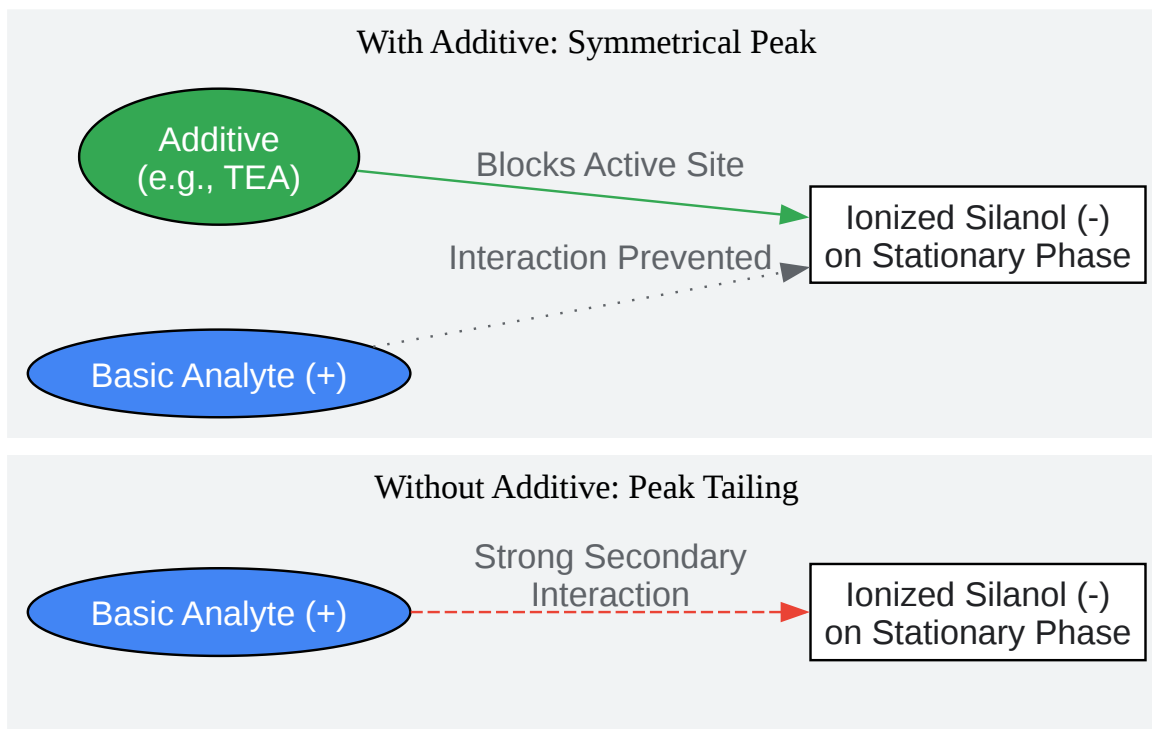 With Additive: Symmetrical Peak
Additive
(e.g., TEA)
Blocks Active Site
Ionized Silanol (-)
on Stationary Phase
Interaction Prevented
Basic Analyte (+)
Without Additive: Peak Tailing
Strong Secondary
Interaction
Basic Analyte (+)
Ionized Silanol (-)
on Stationary Phase